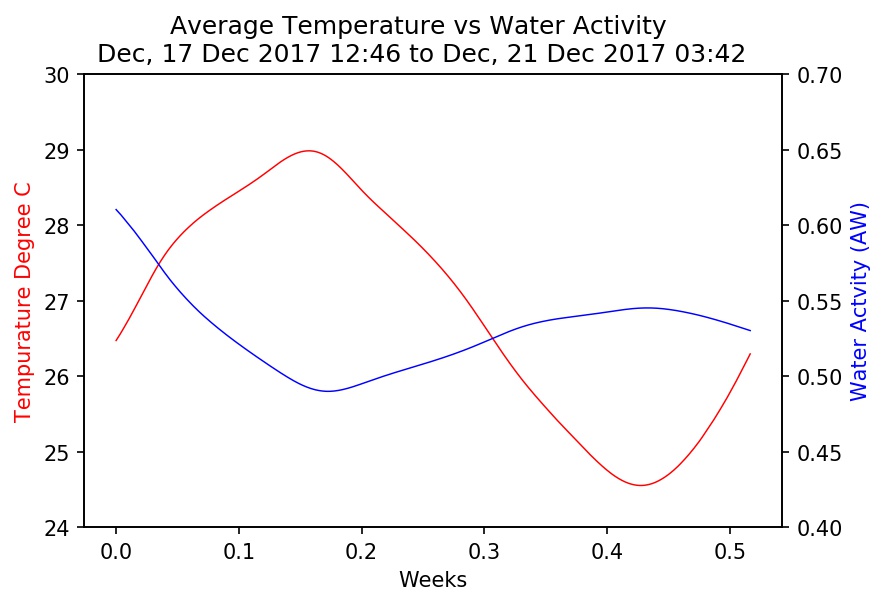 Average Temperature vs Water Activity
Dec, 17 Dec 2017 12:46 to Dec, 21 Dec 2017 03:42
30
29
28
27
26
25
24
Tempurature Degree C
0.70
0.65
0.60
0.55
0.50
0.45
0.40
Water Actvity (AW)
0.0 0.1 0.2 0.3 0.4 0.5
Weeks